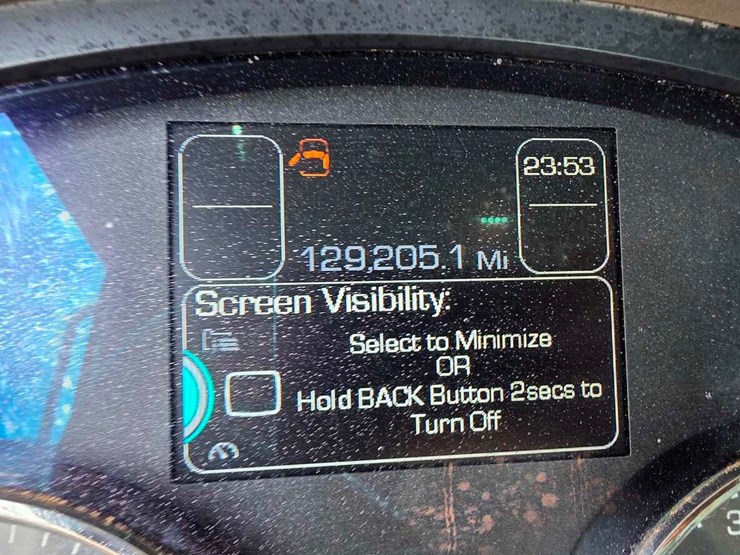 23:53
129,205.1 Mi
Screen Visibility:
Select to Minimize
OR
Hold BACK Button 2secs to
Turn Off
3